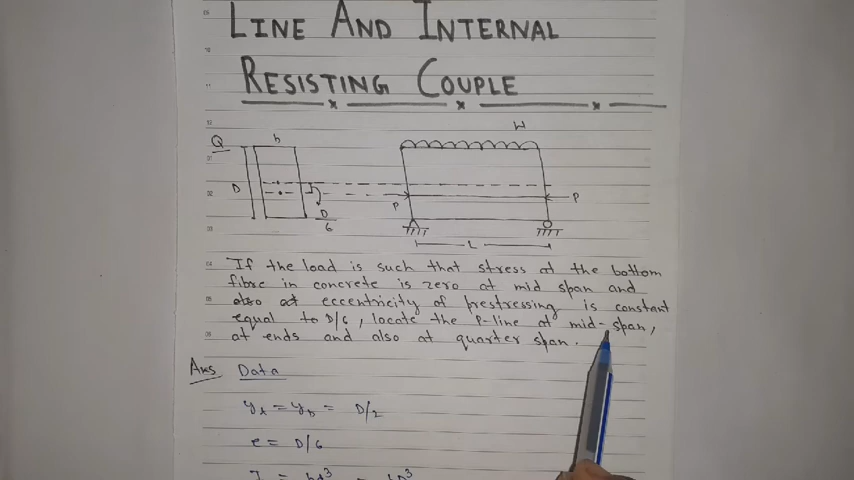 LINE AND INTERNAL
RESISTING COUPLE
Q
b
W
D
P
P
D/6
L
If the load is such that stress at the bottom
fibre in concrete is zero at mid span and
also at eccentricity of prestressing is constant
equal to D/6, locate the P-line at mid-span,
at ends and also at quarter span.
Ans Data
y_t = y_b = D/2
e = D/6